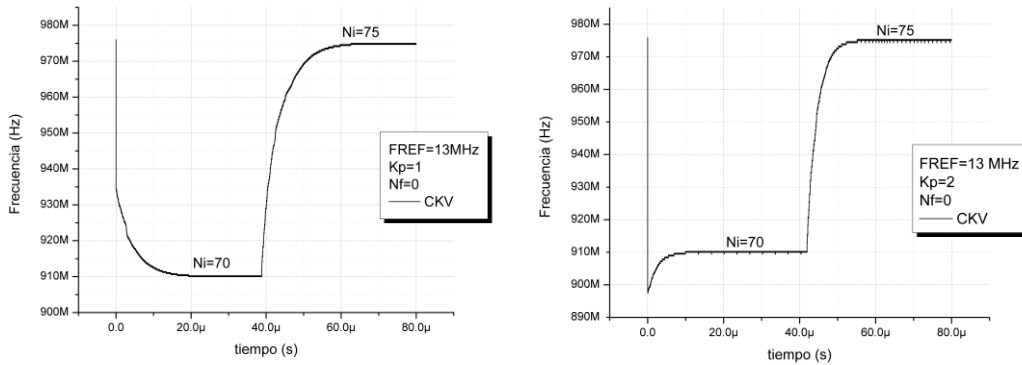 980M
970M
960M
950M
940M
930M
920M
910M
900M
Frecuencia (Hz)
Ni=75
Ni=70
FREF=13MHz
Kp=1
Nf=0
CKV
0.0
20.0µ
40.0µ
60.0µ
80.0µ
tiempo (s)
980M
970M
960M
950M
940M
930M
920M
910M
900M
890M
Frecuencia (Hz)
Ni=75
Ni=70
FREF=13 MHz
Kp=2
Nf=0
CKV
0.0
20.0µ
40.0µ
60.0µ
80.0µ
tiempo (s)